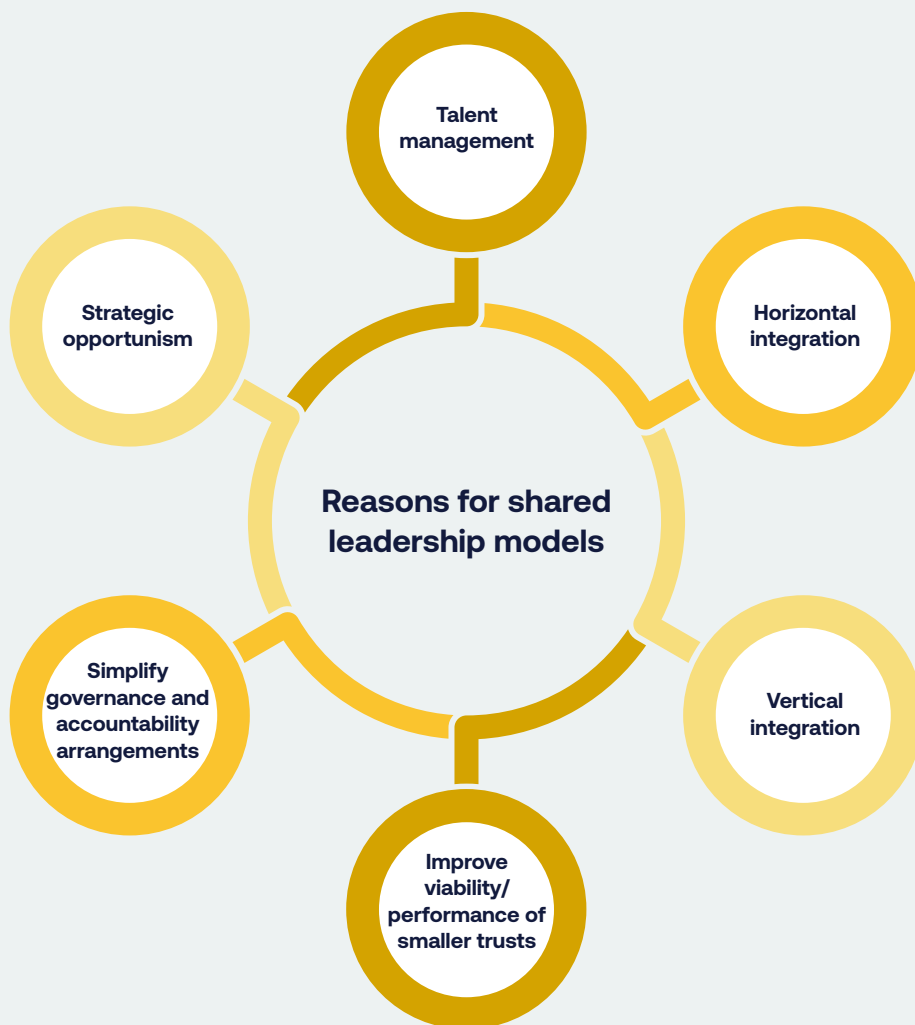 Talent
management
Horizontal
integration
Strategic
opportunism
Reasons for shared
leadership models
Vertical
integration
Simplify
governance and
accountability
arrangements
Improve
viability/
performance of
smaller trusts